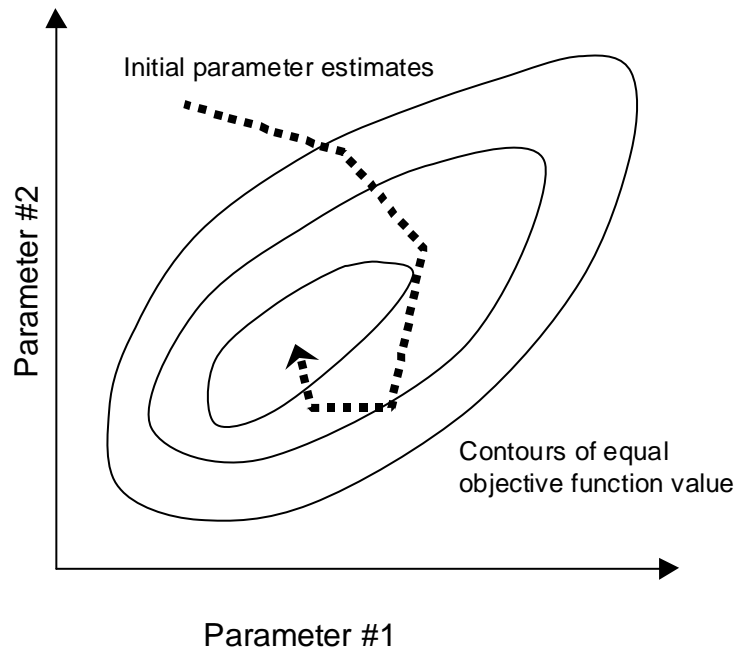 Initial parameter estimates
Parameter #2
Contours of equal
objective function value
Parameter #1